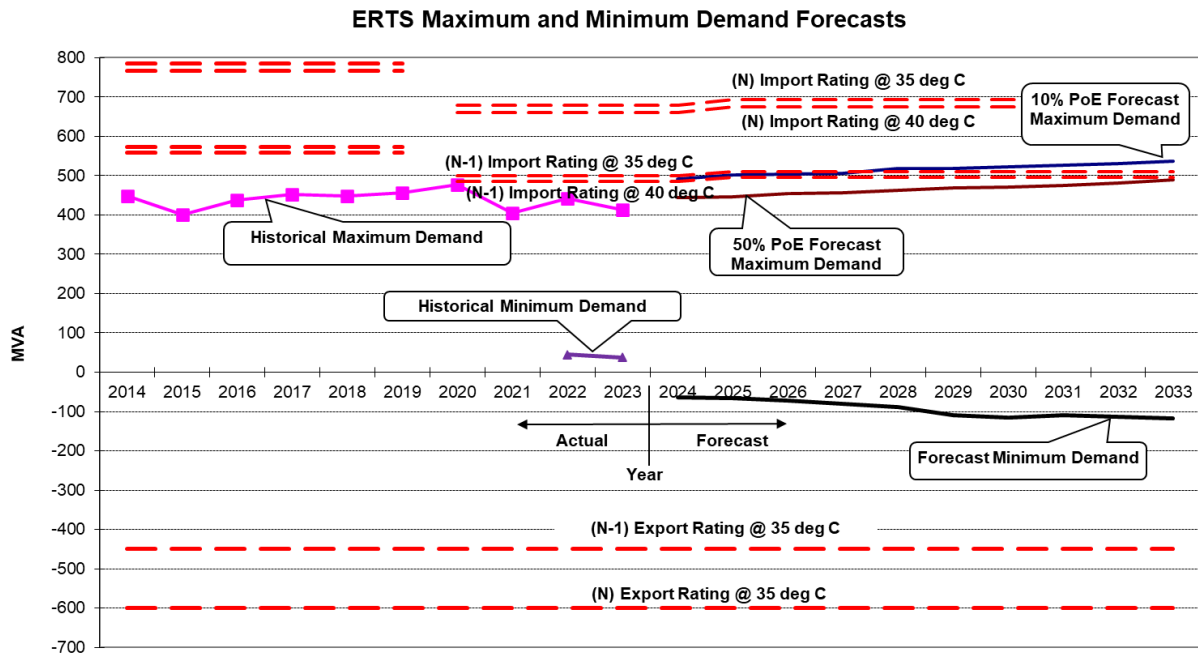 ERTS Maximum and Minimum Demand Forecasts
800
700
600
500
400
300
200
100
0
-100
-200
-300
-400
-500
-600
-700
MVA
(N) Import Rating @ 35 deg C
(N) Import Rating @ 40 deg C
10% PoE Forecast
Maximum Demand
(N-1) Import Rating @ 35 deg C
(N-1) Import Rating @ 40 deg C
Historical Maximum Demand
50% PoE Forecast
Maximum Demand
Historical Minimum Demand
2014 2015 2016 2017 2018 2019 2020 2021 2022 2023 2024 2025 2026 2027 2028 2029 2030 2031 2032 2033
Actual Forecast
Year
Forecast Minimum Demand
(N-1) Export Rating @ 35 deg C
(N) Export Rating @ 35 deg C